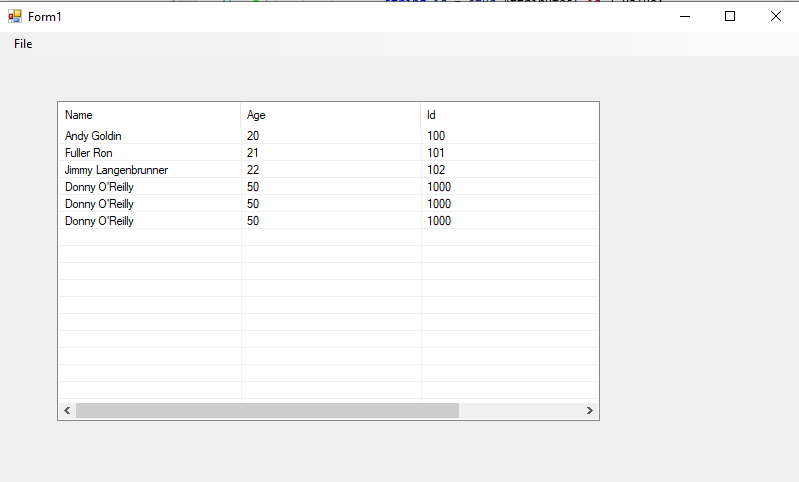 Form1
File
Name Age Id
Andy Goldin 20 100
Fuller Ron 21 101
Jimmy Langenbrunner 22 102
Donny O'Reilly 50 1000
Donny O'Reilly 50 1000
Donny O'Reilly 50 1000